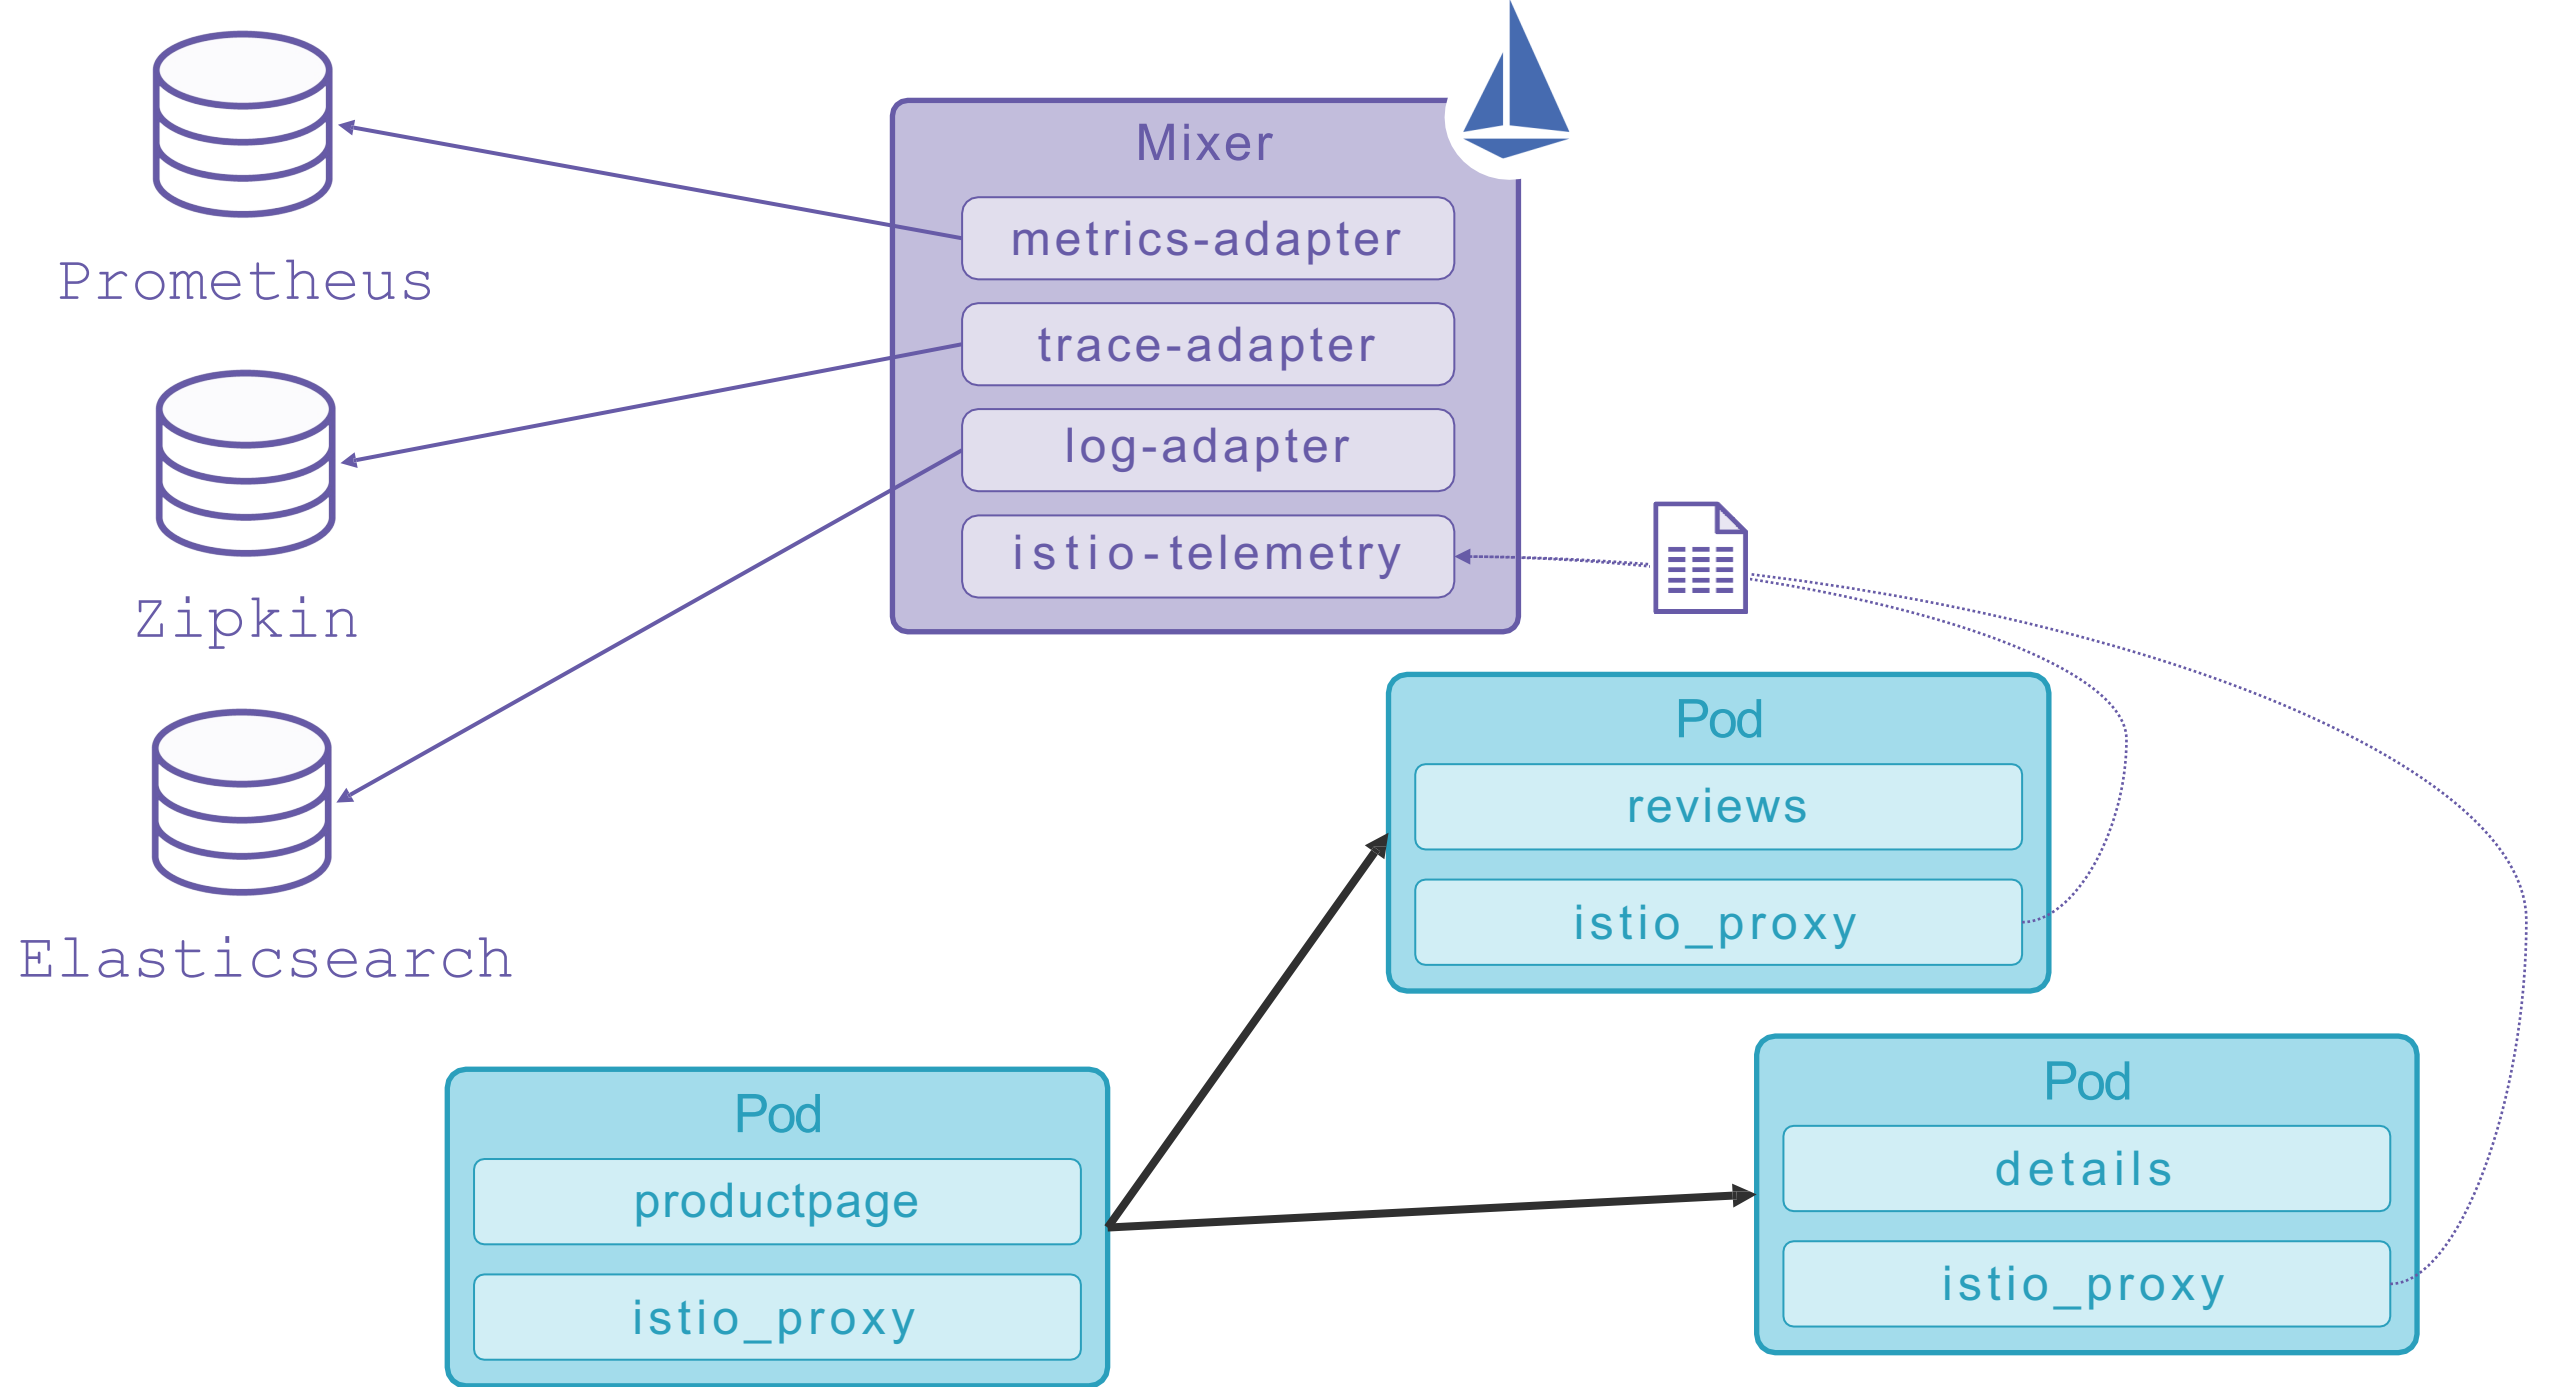 Mixer
metrics-adapter
trace-adapter
log-adapter
istio-telemetry
Prometheus
Zipkin
Elasticsearch
Pod
reviews
istio_proxy
Pod
productpage
istio_proxy
Pod
details
istio_proxy